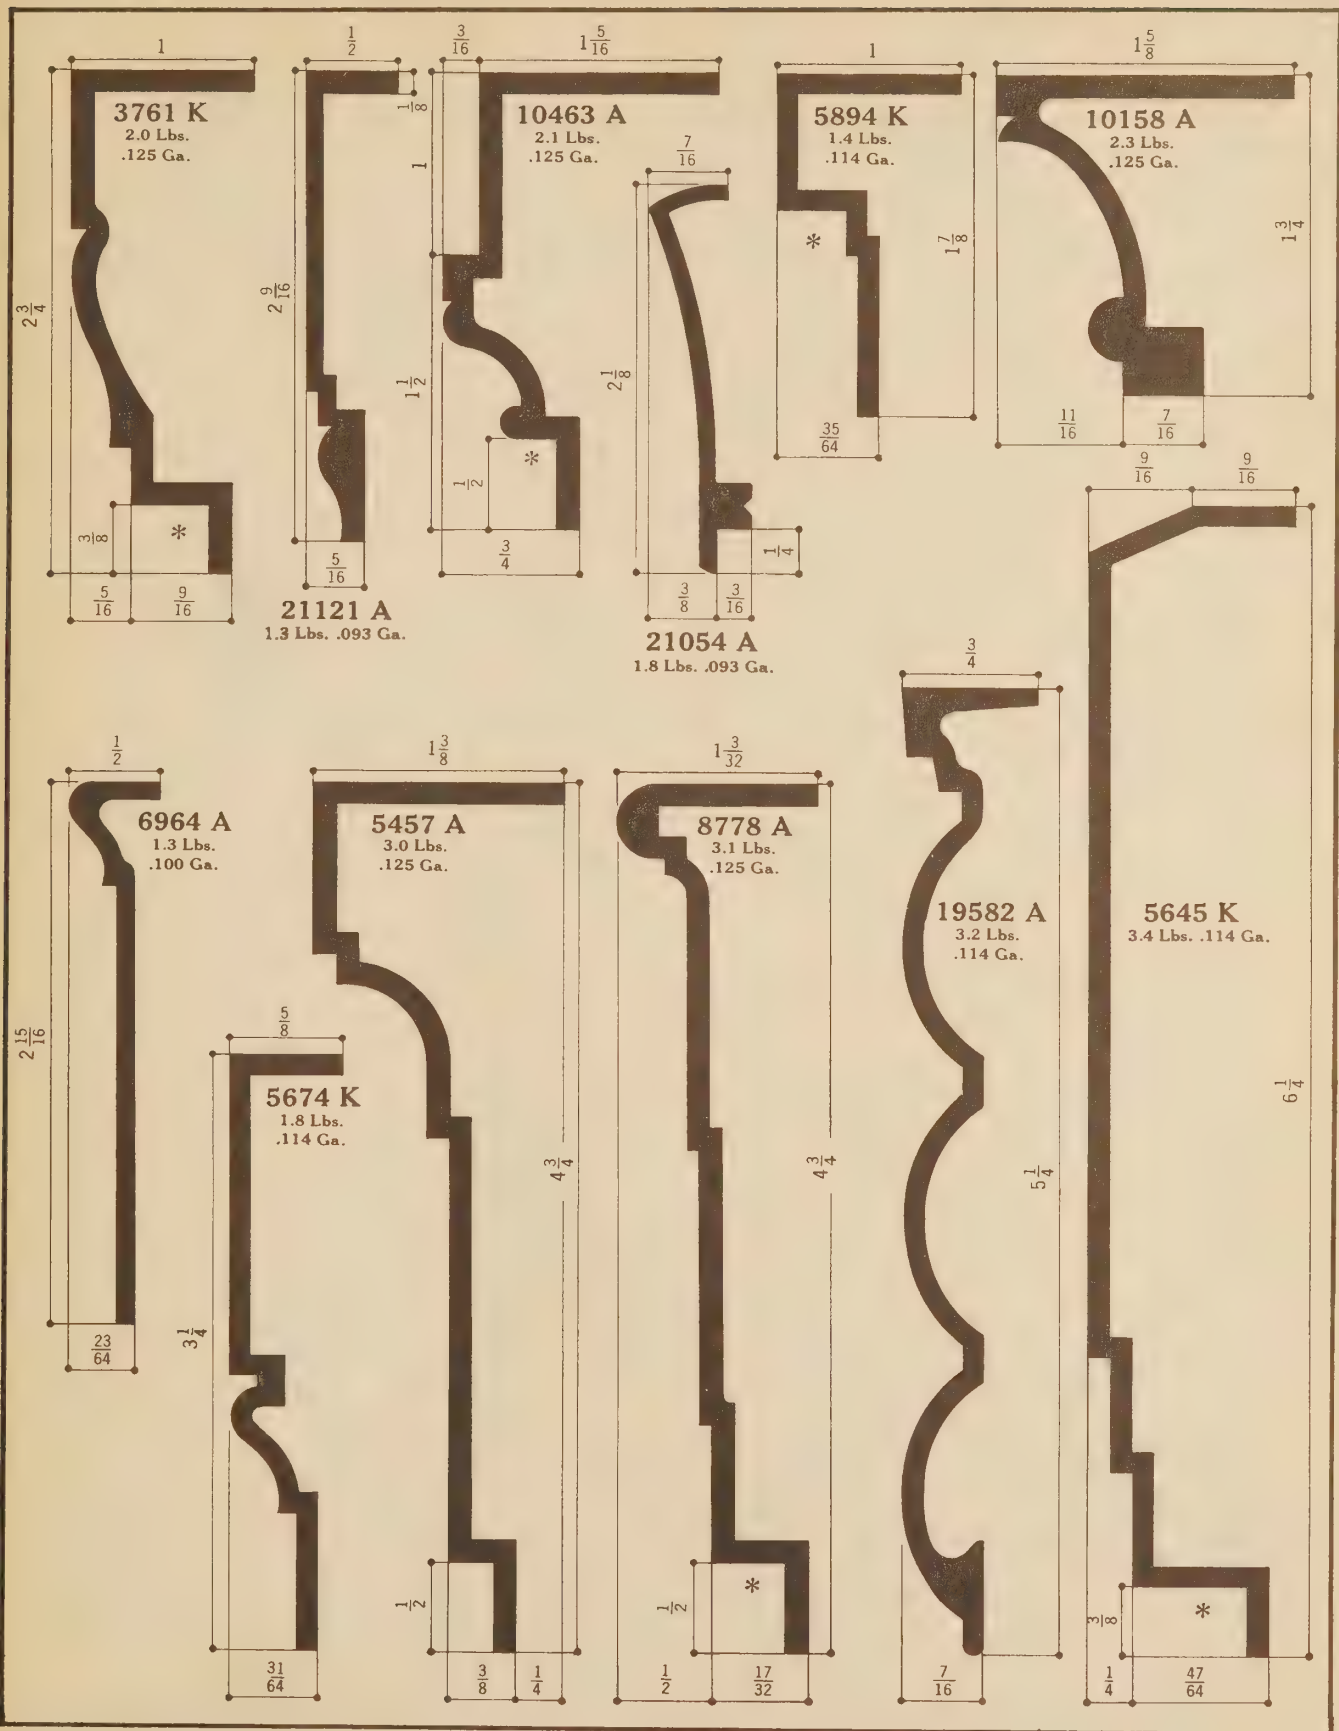 1
3761 K
2.0 Lbs.
.125 Ga.
2 3/4
3/8
*
5/16
9/16
1/2
1/8
2 9/16
5/16
21121 A
1.3 Lbs. .093 Ga.
3/16
1 5/16
10463 A
2.1 Lbs.
.125 Ga.
1
1 1/2
1/2
*
3/4
7/16
2 1/8
1/4
3/8
3/16
21054 A
1.8 Lbs. .093 Ga.
1
5894 K
1.4 Lbs.
.114 Ga.
*
1 7/8
35/64
1 5/8
10158 A
2.3 Lbs.
.125 Ga.
1 3/4
11/16
7/16
1/2
6964 A
1.3 Lbs.
.100 Ga.
2 15/16
23/64
5/8
5674 K
1.8 Lbs.
.114 Ga.
3 1/4
31/64
1 3/8
5457 A
3.0 Lbs.
.125 Ga.
4 3/4
1/2
3/8
1/4
1 3/32
8778 A
3.1 Lbs.
.125 Ga.
4 3/4
1/2
*
1/2
17/32
3/4
19582 A
3.2 Lbs.
.114 Ga.
5 1/4
7/16
9/16
9/16
5645 K
3.4 Lbs. .114 Ga.
6 1/4
3/8
*
1/4
47/64